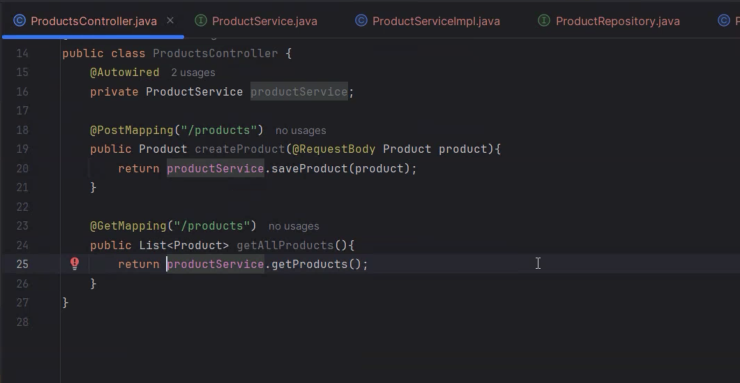 ProductsController.java × ProductService.java ProductServiceImpl.java ProductRepository.java
14 public class ProductsController {
15 @Autowired 2 usages
16 private ProductService productService;
17
18 @PostMapping("/products") no usages
19 public Product createProduct(@RequestBody Product product){
20 return productService.saveProduct(product);
21 }
22
23 @GetMapping("/products") no usages
24 public List<Product> getAllProducts(){
25 return productService.getProducts();
26 }
27 }
28